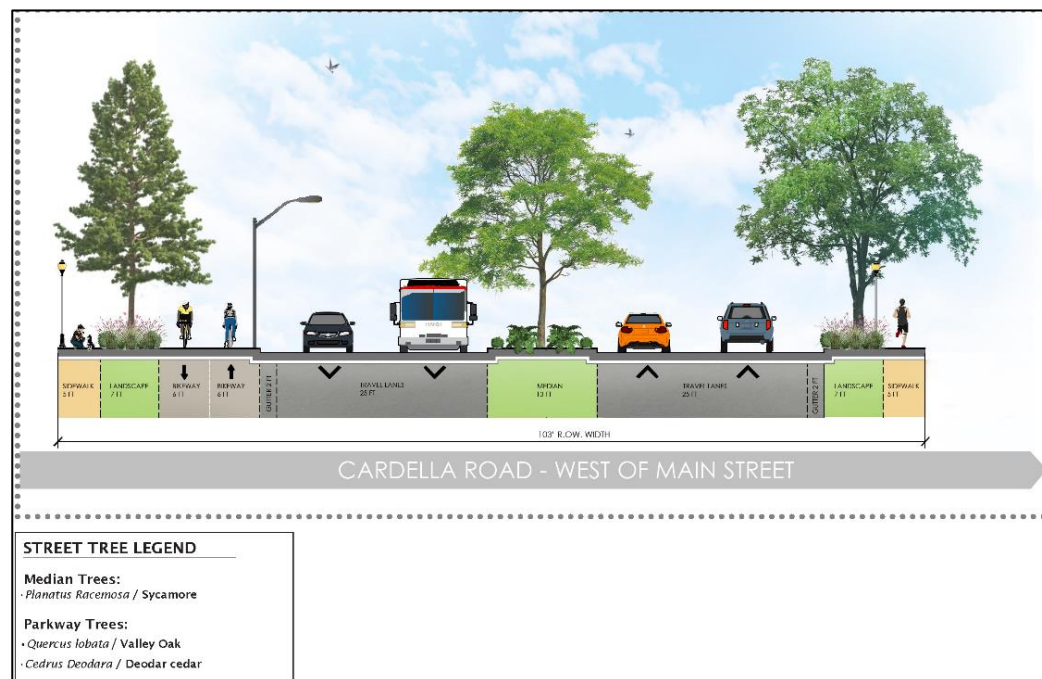 SIDEWALK
5 FT
LANDSCAPE
7 FT
BIKEWAY
6 FT
BIKEWAY
6 FT
GUTTER 2 FT
TRAVEL LANES
25 FT
MEDIAN
13 FT
TRAVEL LANES
25 FT
GUTTER 2 FT
LANDSCAPE
7 FT
SIDEWALK
5 FT
103' R.O.W. WIDTH
CARDELLA ROAD - WEST OF MAIN STREET
STREET TREE LEGEND
Median Trees:
· Planatus Racemosa / Sycamore
Parkway Trees:
· Quercus lobata / Valley Oak
· Cedrus Deodara / Deodar cedar